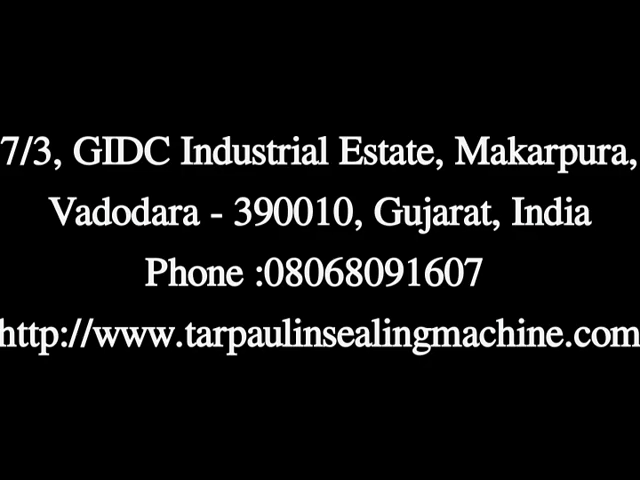 7/3, GIDC Industrial Estate, Makarpura,
Vadodara - 390010, Gujarat, India
Phone :08068091607
http://www.tarpaulinsealingmachine.com